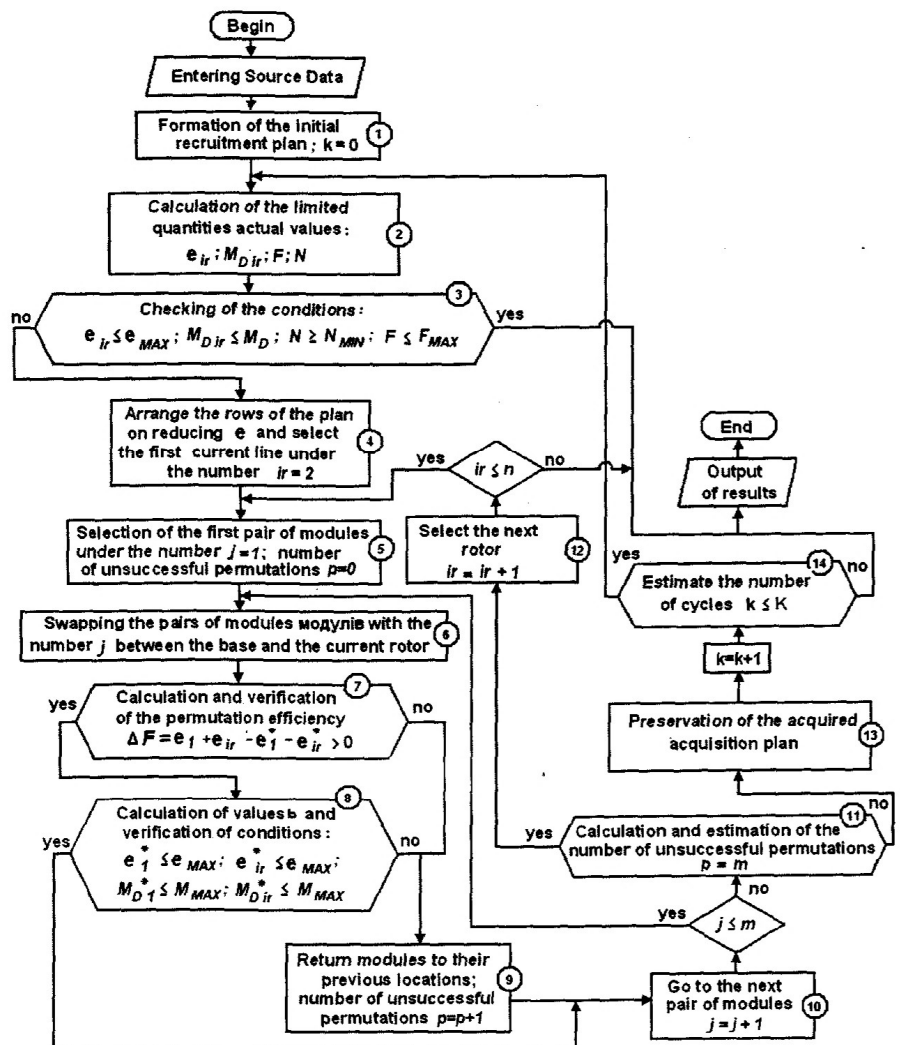 Begin
Entering Source Data
Formation of the initial
recruitment plan ; k = 0
1
Calculation of the limited
quantities actual values :
e ir ; M D ir ; F ; N
2
3
Checking of the conditions :
e ir ≤ e MAX ; M D ir ≤ M D ; N ≥ N MIN ; F ≤ F MAX
no
yes
Arrange the rows of the plan
on reducing e and select
the first current line under
the number ir = 2
4
Selection of the first pair of modules
under the number j=1; number
of unsuccessful permutations p=0
5
Swapping the pairs of modules модулів with the
number j between the base and the current rotor
6
7
Calculation and verification
of the permutation efficiency
ΔF = e 1 + e ir - e* 1 - e* ir > 0
yes
no
8
Calculation of values ь and
verification of conditions :
e* 1 ≤ e MAX ; e* ir ≤ e MAX ;
M D* 1 ≤ M MAX ; M D* ir ≤ M MAX
yes
no
Return modules to their
previous locations;
number of unsuccessful
permutations p=p+1
9
Go to the next
pair of modules
j = j + 1
10
j ≤ m
yes
no
11
Calculation and estimation of the
number of unsuccessful permutations
p = m
yes
no
Select the next
rotor
ir = ir + 1
12
ir ≤ n
yes
no
Preservation of the acquired
acquisition plan
13
k=k+1
14
Estimate the number
of cycles k ≤ K
yes
no
Output
of results
End